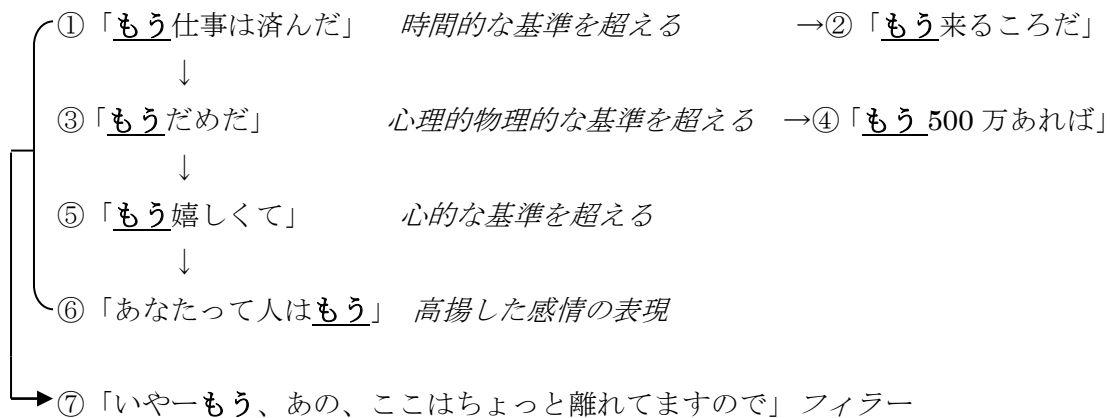 ①「もう仕事は済んだ」 時間的な基準を超える →②「もう来るころだ」
↓
③「もうだめだ」 心理的物理的な基準を超える →④「もう 500 万あれば」
↓
⑤「もう嬉しくて」 心的な基準を超える
↓
⑥「あなたって人はもう」 高揚した感情の表現
⑦「いやーもう、あの、ここはちょっと離れてますので」フィラー